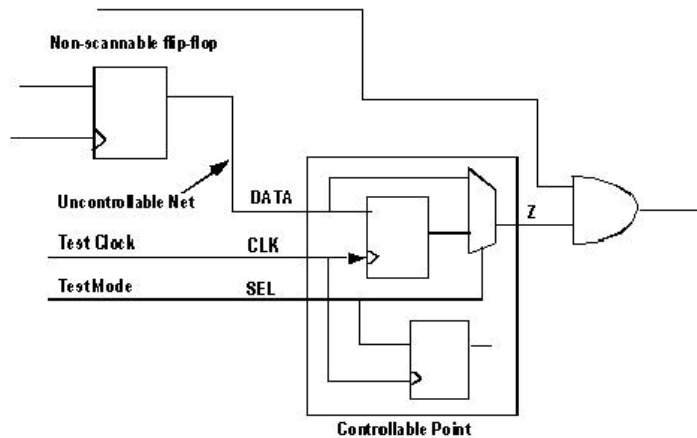 Non-scannable flip-flop
Uncontrollable Net
DATA
Z
Test Clock
CLK
TestMode
SEL
Controllable Point